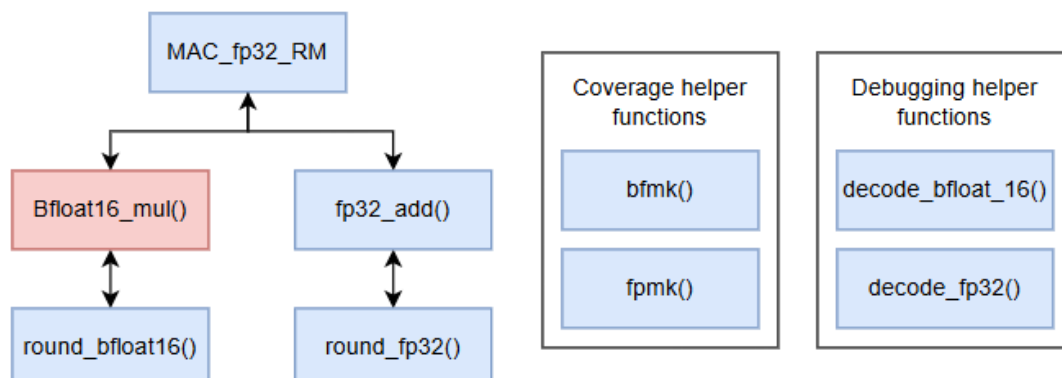 MAC_fp32_RM
Bfloat16_mul()
fp32_add()
round_bfloat16()
round_fp32()
Coverage helper
functions
bfmk()
fpmk()
Debugging helper
functions
decode_bfloat_16()
decode_fp32()